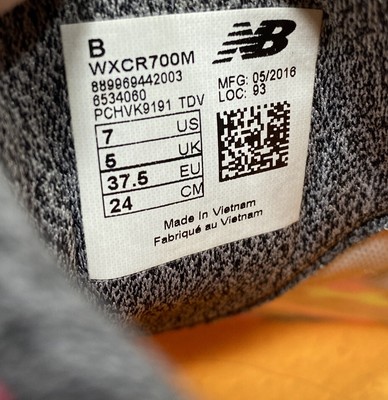 B
WXCR700M
889969442003
6534060
PCHVK9191 TDV
NB
MFG: 05/2016
LOC: 93
7 US
5 UK
37.5 EU
24 CM
Made in Vietnam
Fabriqué au Vietnam